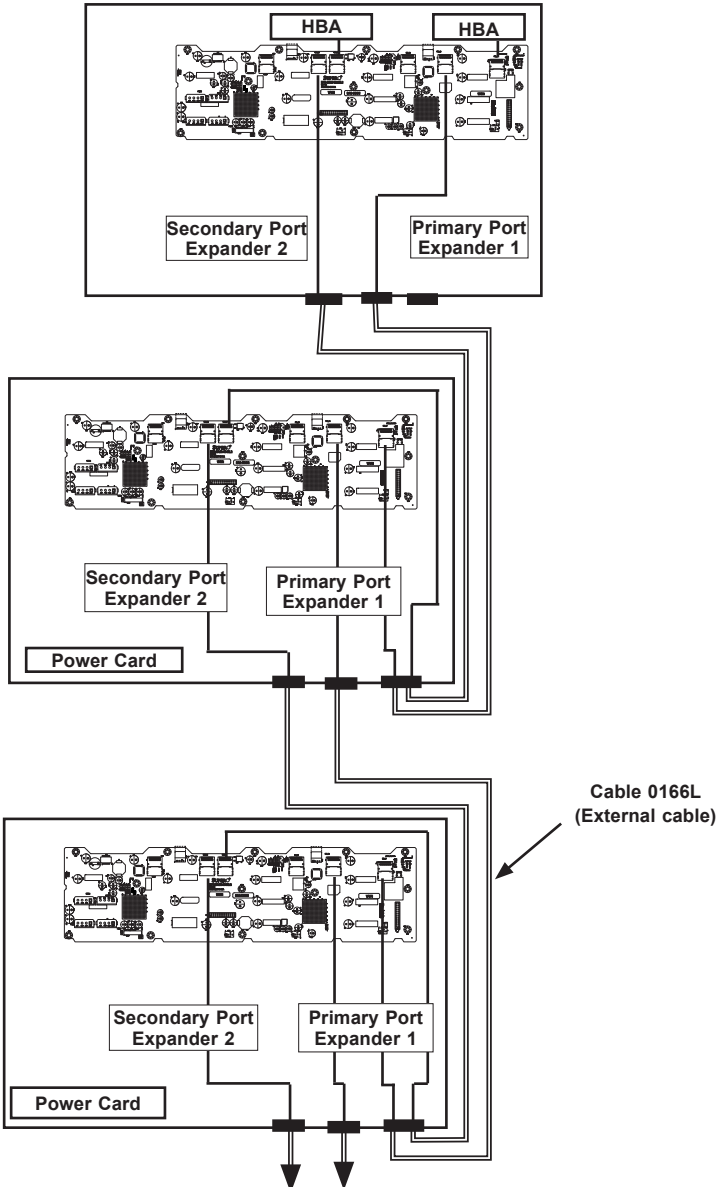 HBA
HBA
Secondary Port
Expander 2
Primary Port
Expander 1
Secondary Port
Expander 2
Primary Port
Expander 1
Power Card
Cable 0166L
(External cable)
Secondary Port
Expander 2
Primary Port
Expander 1
Power Card